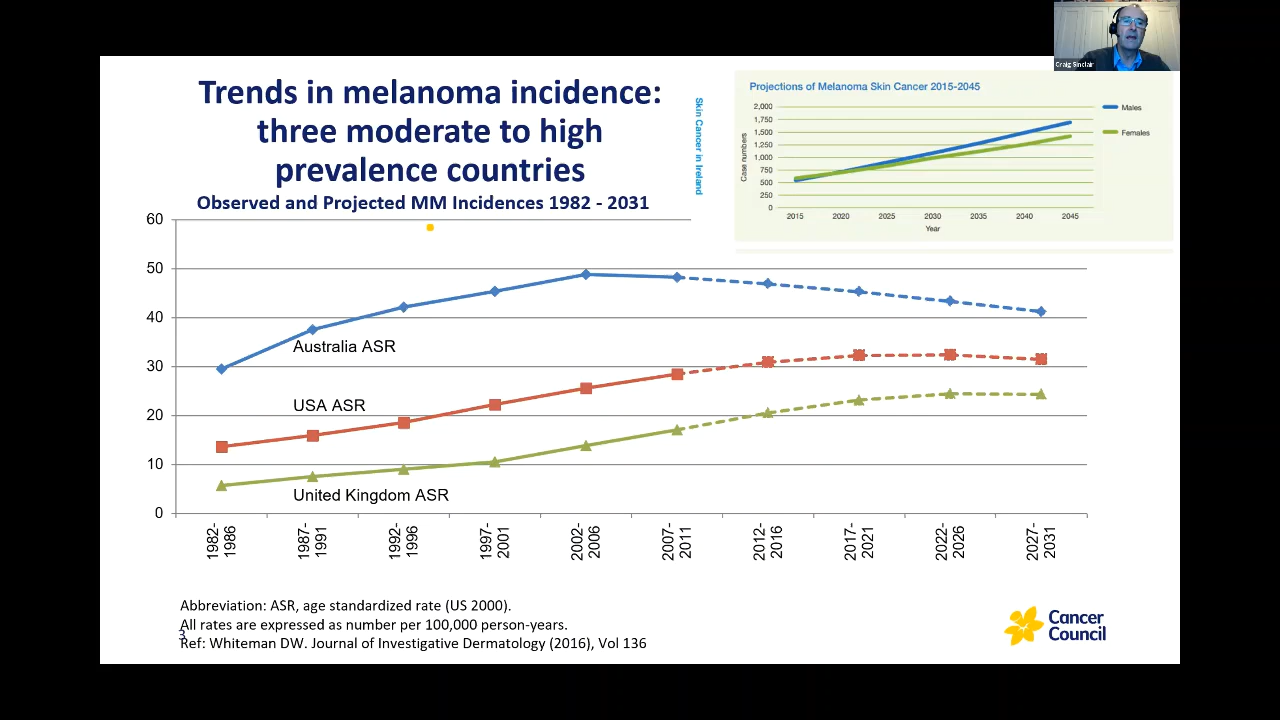 Craig Sinclair
Trends in melanoma incidence:
three moderate to high
prevalence countries
Observed and Projected MM Incidences 1982 - 2031
Skin Cancer in Ireland
Projections of Melanoma Skin Cancer 2015-2045
Case numbers
2,000
1,750
1,500
1,250
1,000
750
500
250
0
2015 2020 2025 2030 2035 2040 2045
Year
Males
Females
60
50
40
30
20
10
0
Australia ASR
USA ASR
United Kingdom ASR
1982-
1986
1987-
1991
1992-
1996
1997-
2001
2002-
2006
2007-
2011
2012-
2016
2017-
2021
2022-
2026
2027-
2031
Abbreviation: ASR, age standardized rate (US 2000).
All rates are expressed as number per 100,000 person-years.
3
Ref: Whiteman DW. Journal of Investigative Dermatology (2016), Vol 136
Cancer
Council